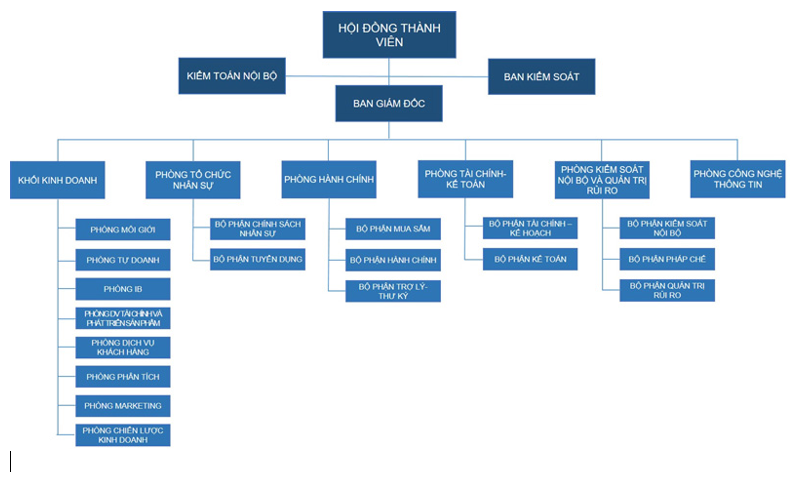 HỘI ĐỒNG THÀNH
VIÊN
KIỂM TOÁN NỘI BỘ
BAN KIỂM SOÁT
BAN GIÁM ĐỐC
KHỐI KINH DOANH
PHÒNG TỔ CHỨC
NHÂN SỰ
PHÒNG HÀNH CHÍNH
PHÒNG TÀI CHÍNH-
KẾ TOÁN
PHÒNG KIỂM SOÁT
NỘI BỘ VÀ QUẢN TRỊ
RỦI RO
PHÒNG CÔNG NGHỆ
THÔNG TIN
PHÒNG MÔI GIỚI
PHÒNG TỰ DOANH
PHÒNG IB
PHÒNG DV TÀI CHÍNH VÀ
PHÁT TRIỂN SẢN PHẨM
PHÒNG DỊCH VỤ
KHÁCH HÀNG
PHÒNG PHÂN TÍCH
PHÒNG MARKETING
PHÒNG CHIẾN LƯỢC
KINH DOANH
BỘ PHẬN CHÍNH SÁCH
NHÂN SỰ
BỘ PHẬN TUYỂN DỤNG
BỘ PHẬN MUA SẮM
BỘ PHẬN HÀNH CHÍNH
BỘ PHẬN TRỢ LÝ-
THƯ KÝ
BỘ PHẬN TÀI CHÍNH –
KẾ HOẠCH
BỘ PHẬN KẾ TOÁN
BỘ PHẬN KIỂM SOÁT
NỘI BỘ
BỘ PHẬN PHÁP CHẾ
BỘ PHẬN QUẢN TRỊ
RỦI RO